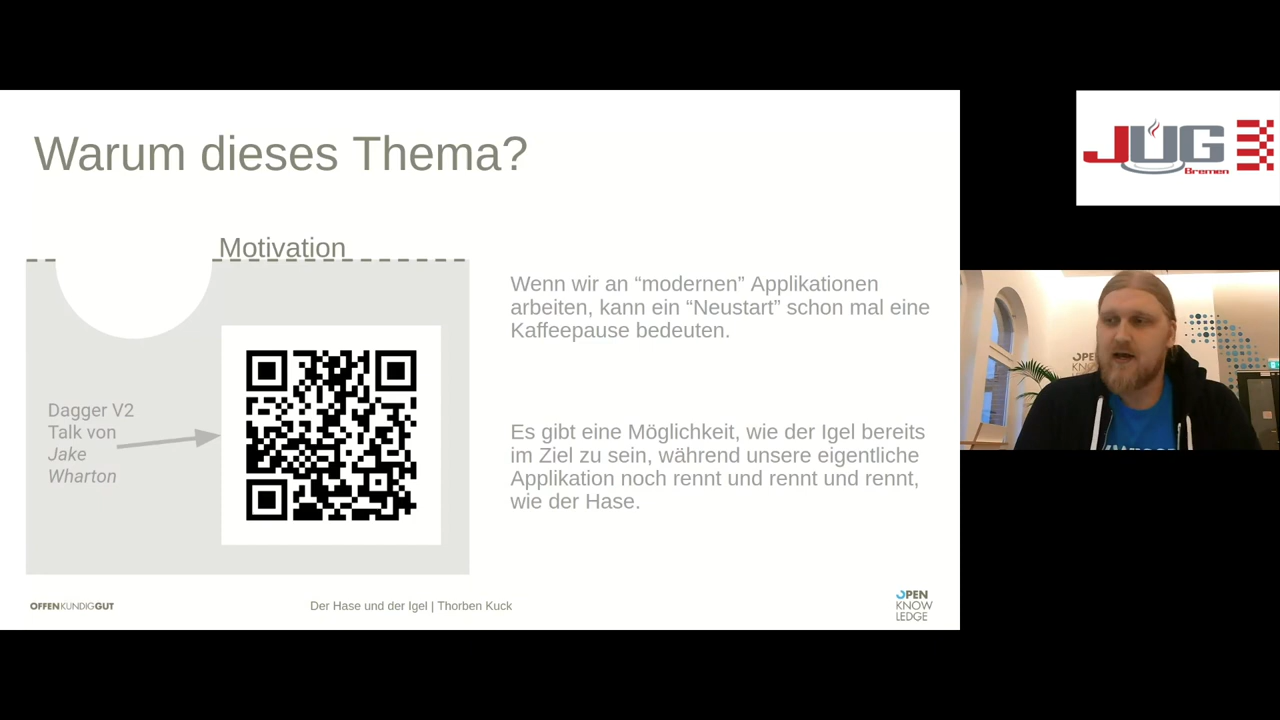 Warum dieses Thema?
Motivation
Dagger V2
Talk von
Jake
Wharton
Wenn wir an “modernen” Applikationen
arbeiten, kann ein “Neustart” schon mal eine
Kaffeepause bedeuten.
Es gibt eine Möglichkeit, wie der Igel bereits
im Ziel zu sein, während unsere eigentliche
Applikation noch rennt und rennt und rennt,
wie der Hase.
OFFENKUNDIGGUT
Der Hase und der Igel | Thorben Kuck
OPEN
KNOW
LEDGE
JUG
Bremen